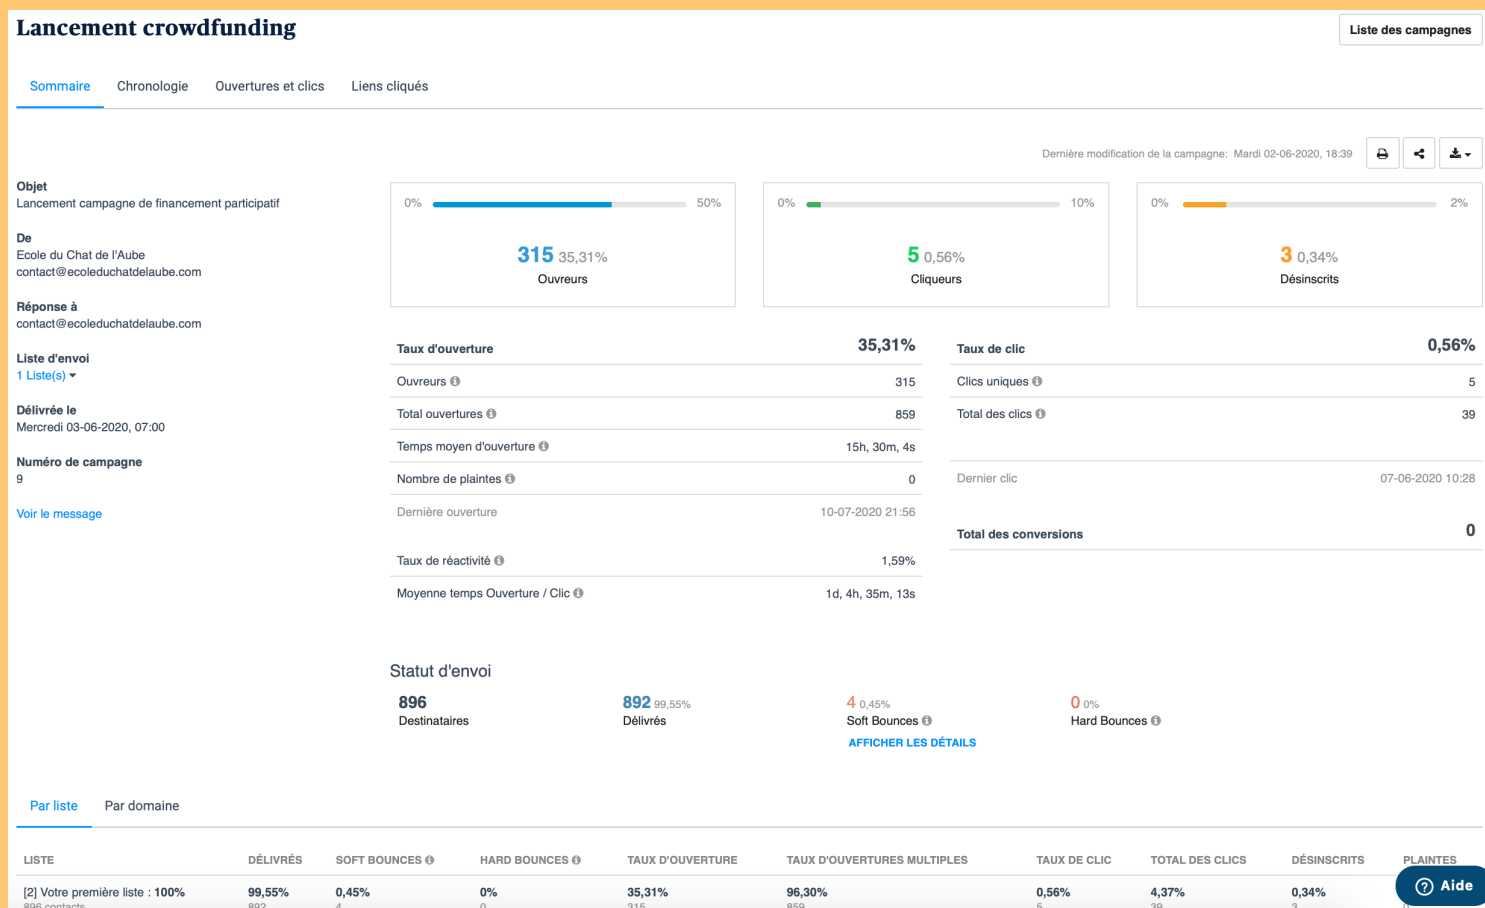 Lancement crowdfunding
Liste des campagnes
Sommaire Chronologie Ouvertures et clics Liens cliqués
Dernière modification de la campagne: Mardi 02-06-2020, 18:39
Objet
Lancement campagne de financement participatif
De
Ecole du Chat de l'Aube
contact@ecoleduchatdelaube.com
Réponse à
contact@ecoleduchatdelaube.com
Liste d'envoi
1 Liste(s)
Délivrée le
Mercredi 03-06-2020, 07:00
Numéro de campagne
9
Voir le message
0% 50%
315 35,31%
Ouvreurs
0% 10%
5 0,56%
Cliqueurs
0% 2%
3 0,34%
Désinscrits
Taux d'ouverture 35,31%
Ouvreurs 315
Total ouvertures 859
Temps moyen d'ouverture 15h, 30m, 4s
Nombre de plaintes 0
Dernière ouverture 10-07-2020 21:56
Taux de réactivité 1,59%
Moyenne temps Ouverture / Clic 1d, 4h, 35m, 13s
Taux de clic 0,56%
Clics uniques 5
Total des clics 39
Dernier clic 07-06-2020 10:28
Total des conversions 0
Statut d'envoi
896 892 99,55% 4 0,45% 0 0%
Destinataires Délivrés Soft Bounces Hard Bounces
AFFICHER LES DÉTAILS
Par liste Par domaine
LISTE DÉLIVRÉS SOFT BOUNCES HARD BOUNCES TAUX D'OUVERTURE TAUX D'OUVERTURES MULTIPLES TAUX DE CLIC TOTAL DES CLICS DÉSINSCRITS PLAINTES
[2] Votre première liste : 100% 99,55% 0,45% 0% 35,31% 96,30% 0,56% 4,37% 0,34%
896 contacts 892 4 0 315 859 5 39 3
Aide